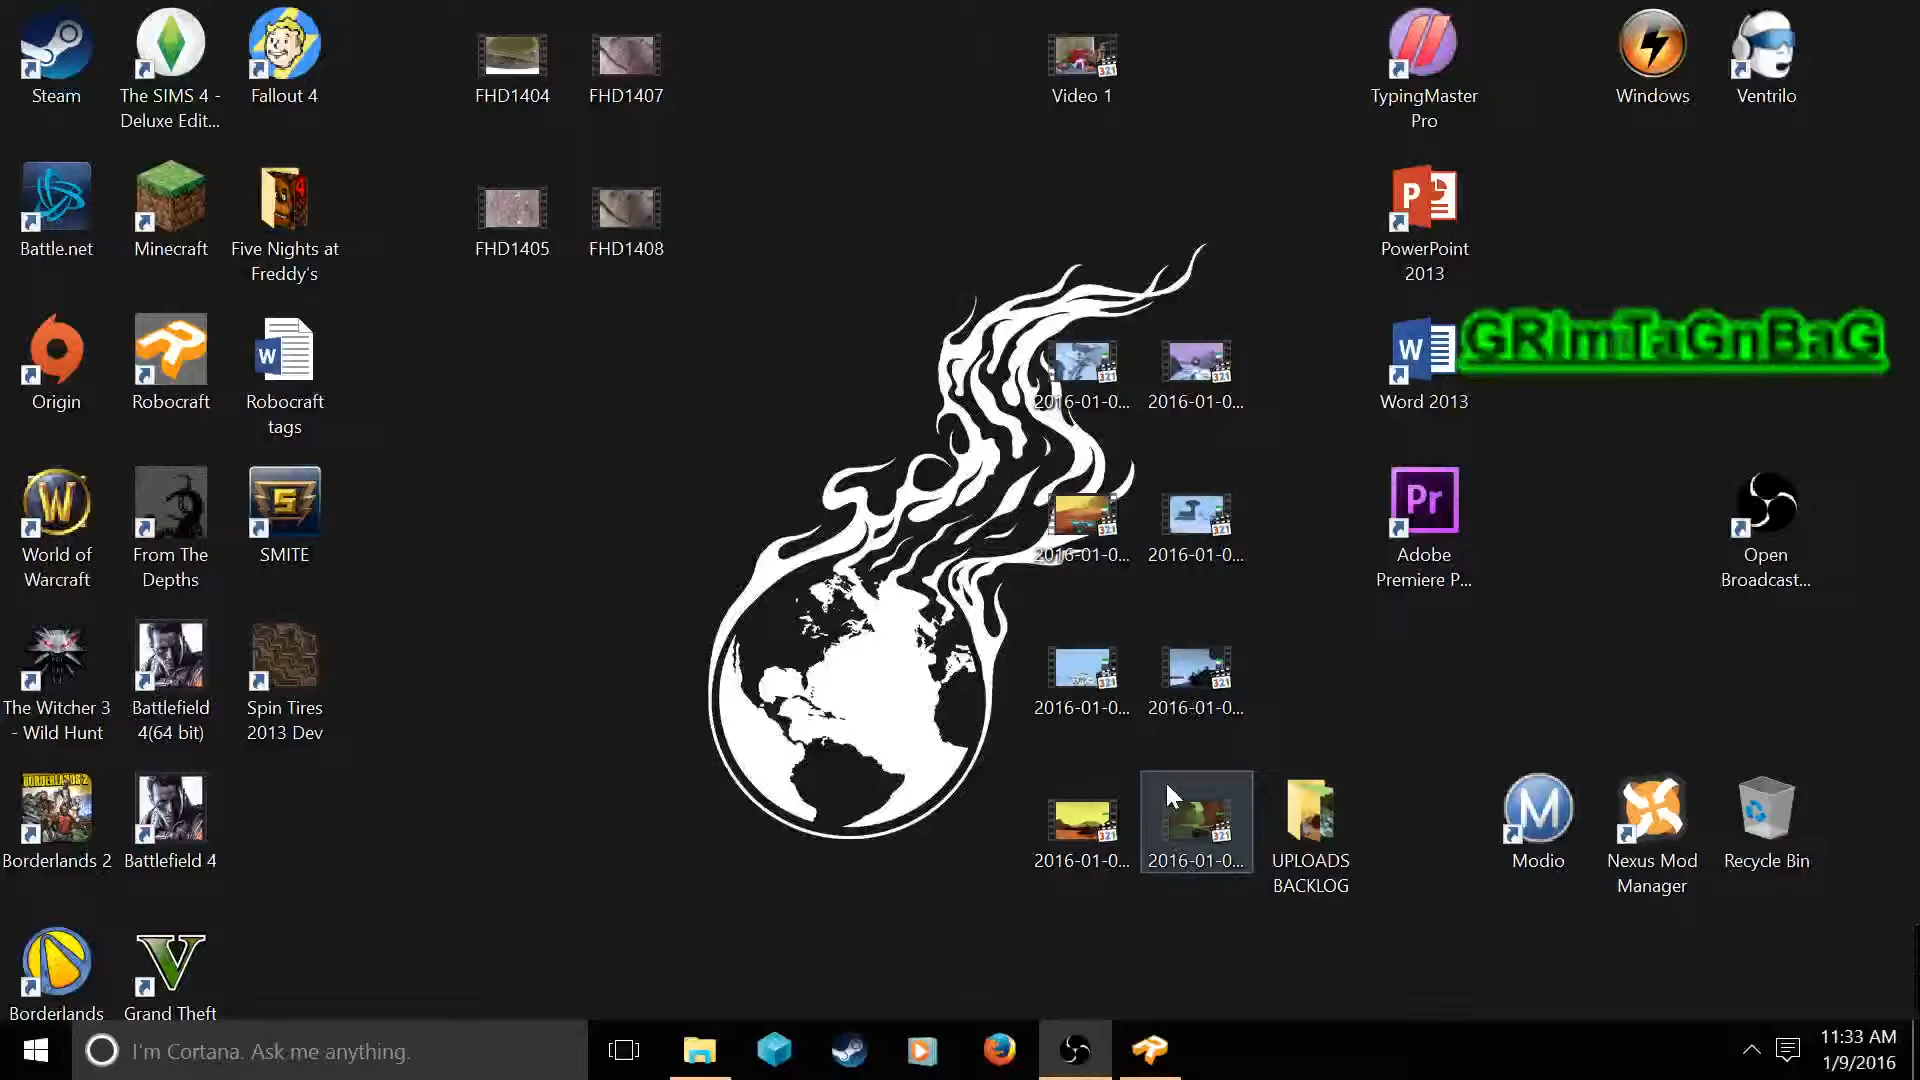 Steam
The SIMS 4 -
Deluxe Edit...
Fallout 4
FHD1404
FHD1407
Video 1
TypingMaster
Pro
Windows
Ventrilo
Battle.net
Minecraft
Five Nights at
Freddy's
FHD1405
FHD1408
PowerPoint
2013
Origin
Robocraft
Robocraft
tags
2016-01-0...
2016-01-0...
Word 2013
GRimTaGnBaG
World of
Warcraft
From The
Depths
SMITE
2016-01-0...
2016-01-0...
Adobe
Premiere P...
Open
Broadcast...
The Witcher 3
- Wild Hunt
Battlefield
4(64 bit)
Spin Tires
2013 Dev
2016-01-0...
2016-01-0...
BORDERLANDS 2
Borderlands 2
Battlefield 4
2016-01-0...
2016-01-0...
UPLOADS
BACKLOG
Modio
Nexus Mod
Manager
Recycle Bin
Borderlands
Grand Theft
I'm Cortana. Ask me anything.
11:33 AM
1/9/2016